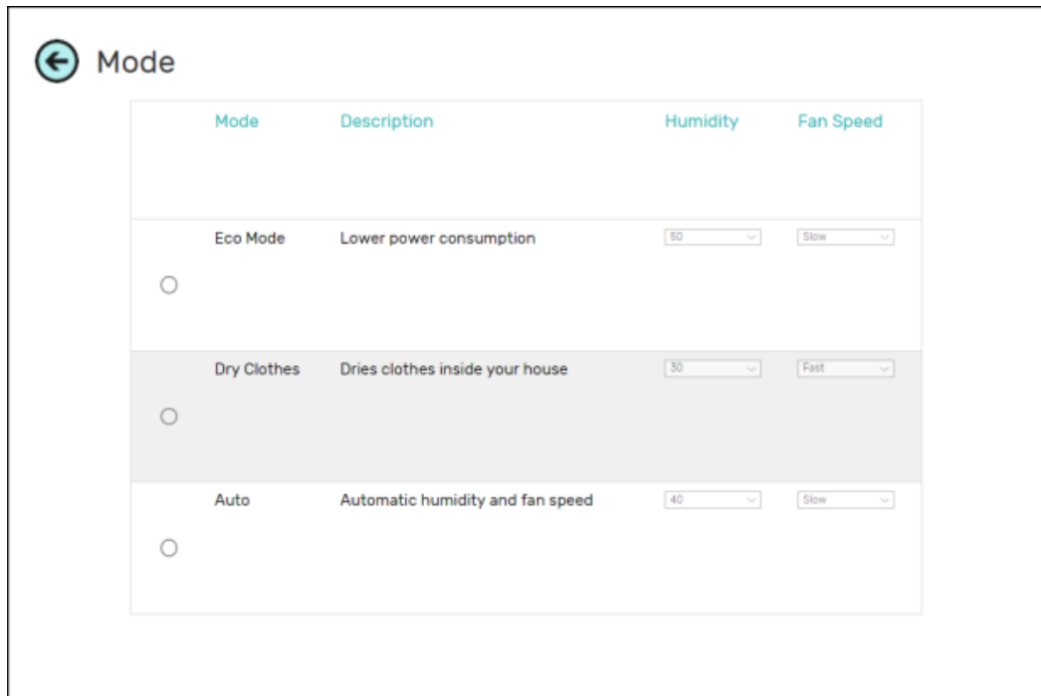 Mode
Mode Description Humidity Fan Speed
Eco Mode Lower power consumption 50 Slow
Dry Clothes Dries clothes inside your house 30 Fast
Auto Automatic humidity and fan speed 40 Slow